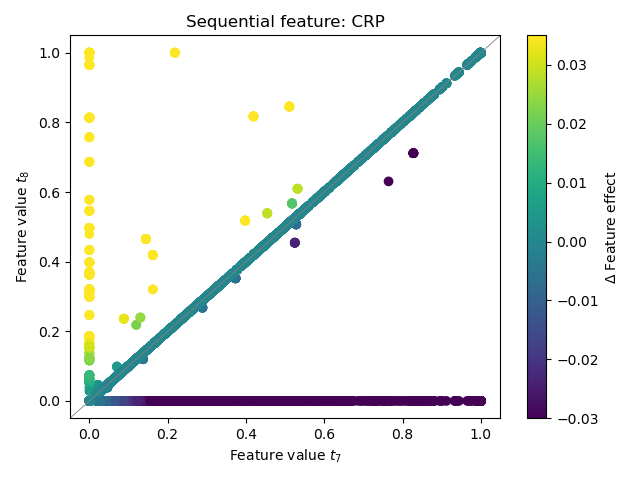 Sequential feature: CRP
1.0
0.8
0.6
0.4
0.2
0.0
Feature value t₈
0.0 0.2 0.4 0.6 0.8 1.0
Feature value t₇
0.03
0.02
0.01
0.00
−0.01
−0.02
−0.03
Δ Feature effect